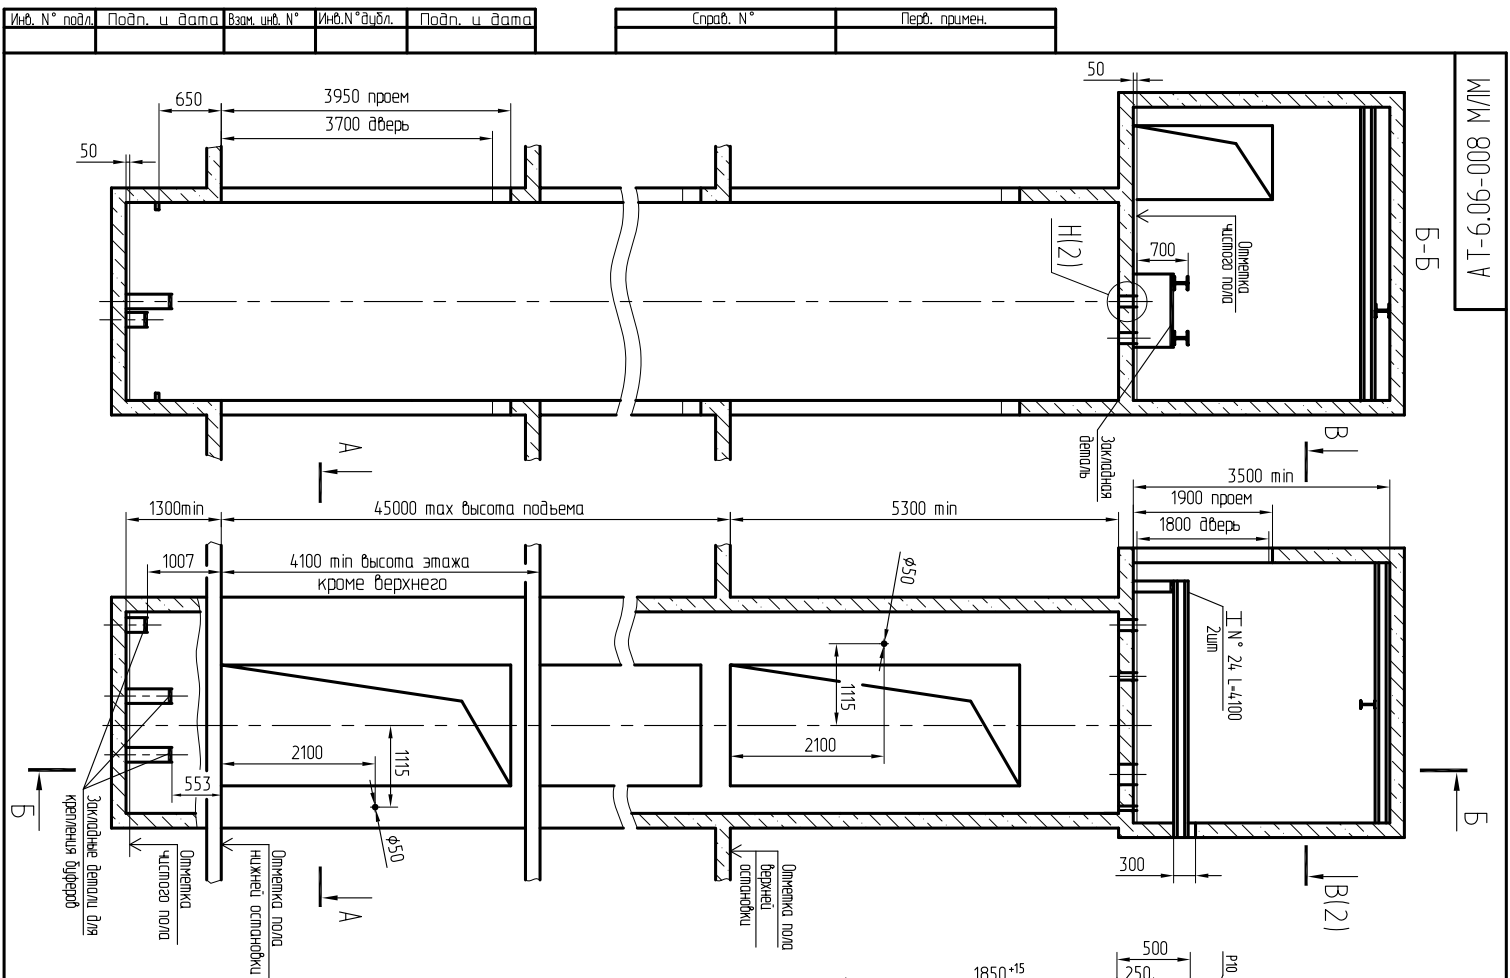 Инв. N° подл.
Подп. и дата
Взам. инв. N°
Инв.N°дубл.
Подп. и дата
Справ. N°
Перв. примен.
АТ-6.06-008 МЛМ
Б-Б
50
650
3950 проем
3700 дверь
50
Н(2)
700
Отметка
чистого пола
Закладная
деталь
А
В
1300min
45000 max высота подъема
5300 min
3500 min
1900 проем
1800 дверь
1007
4100 min высота этажа
кроме верхнего
φ50
1115
2100
N° 24 L=4100
2шт
2100
1115
553
φ50
300
Б
Б
Закладные детали для
крепления буферов
Отметка
чистого пола
Отметка пола
нижней остановки
А
Отметка пола
верхней
остановки
В(2)
500
250
1850+15